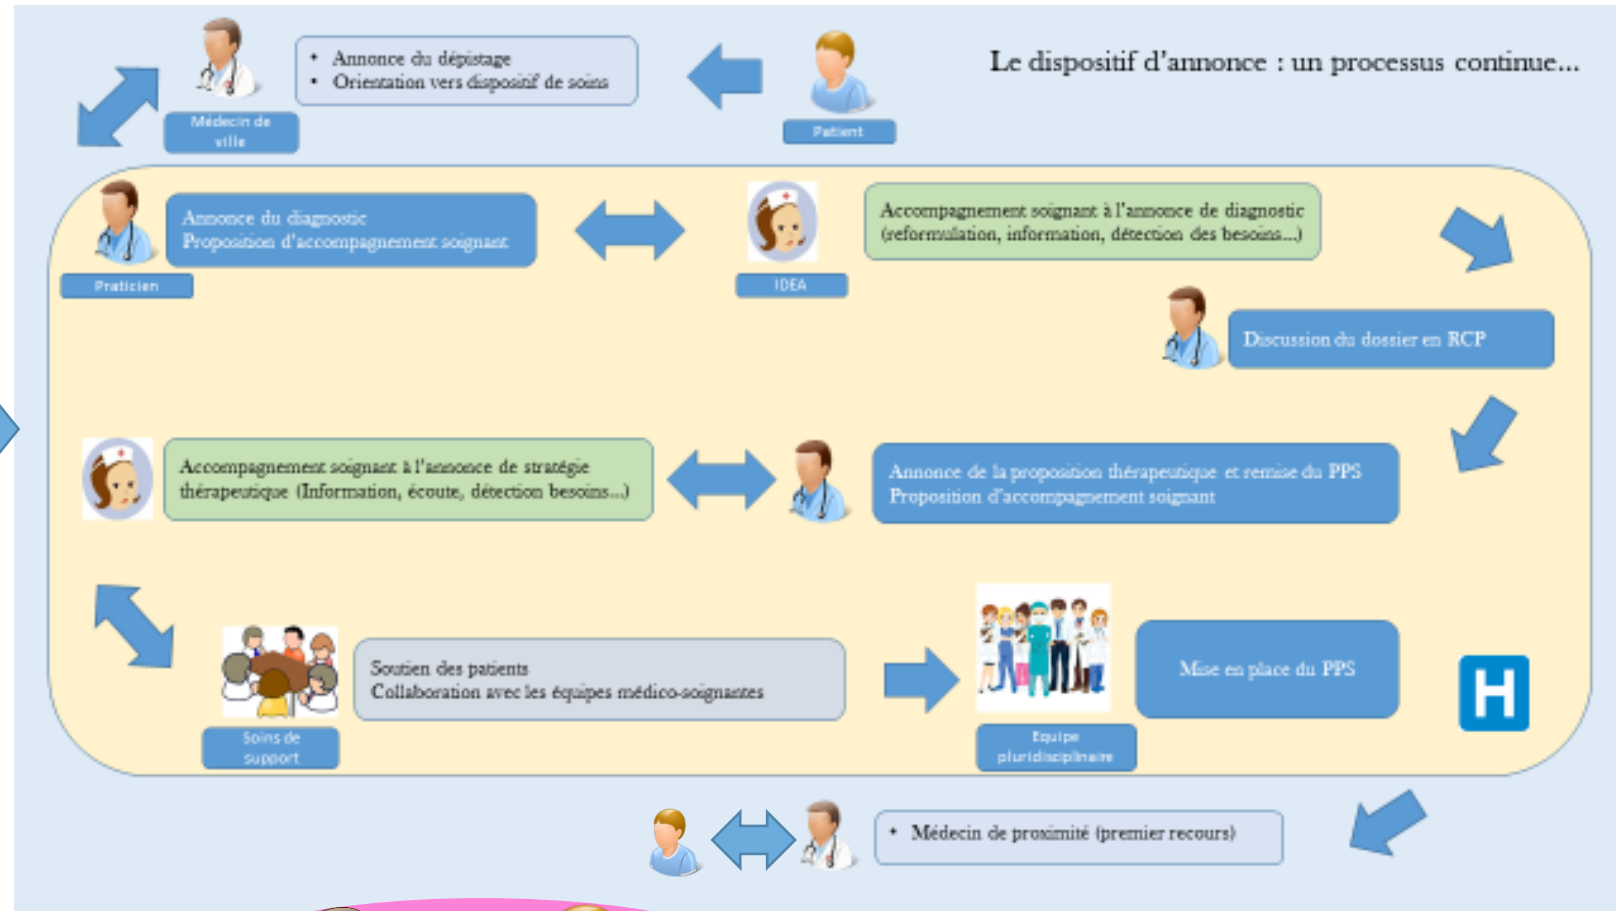 Le dispositif d'annonce : un processus continue...
• Annonce du dépistage
• Orientation vers dispositif de soins
Médecin de
ville
Patient
Annonce du diagnostic
Proposition d'accompagnement soignant
Praticien
IDEA
Accompagnement soignant à l'annonce de diagnostic
(reformulation, information, détection des besoins...)
Discussion du dossier en RCP
Accompagnement soignant à l'annonce de stratégie
thérapeutique (Information, écoute, détection besoins...)
Annonce de la proposition thérapeutique et remise du PPS
Proposition d'accompagnement soignant
Soutien des patients
Collaboration avec les équipes médico-soignantes
Soins de
support
Equipe
pluridisciplinaire
Mise en place du PPS
H
• Médecin de proximité (premier recours)